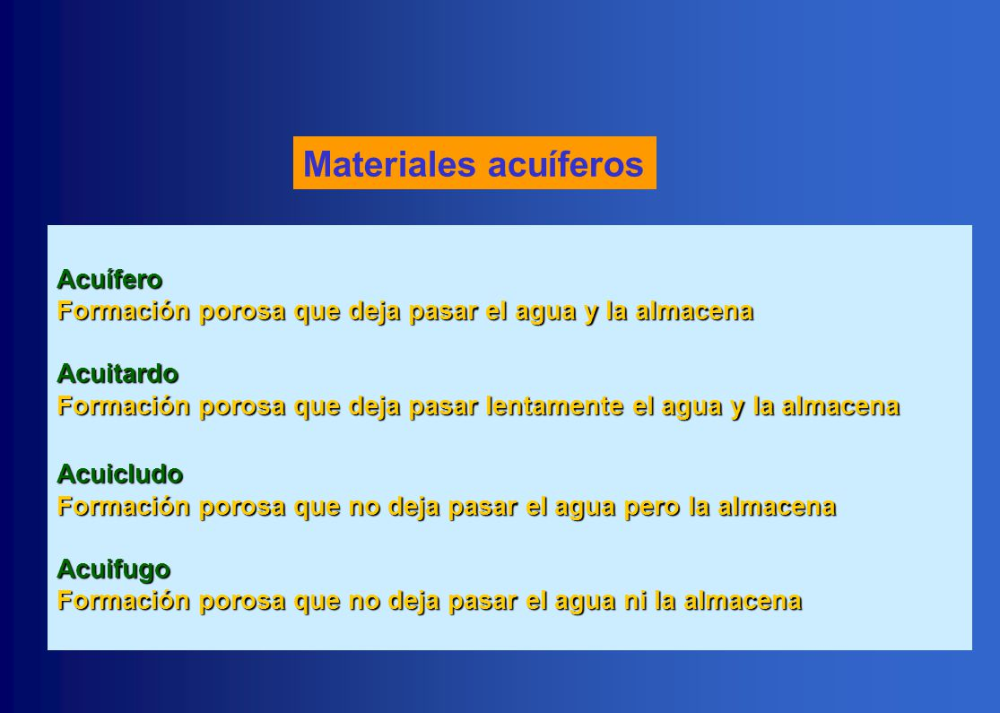 Materiales acuíferos
Acuífero
Formación porosa que deja pasar el agua y la almacena
Acuitardo
Formación porosa que deja pasar lentamente el agua y la almacena
Acuicludo
Formación porosa que no deja pasar el agua pero la almacena
Acuifugo
Formación porosa que no deja pasar el agua ni la almacena